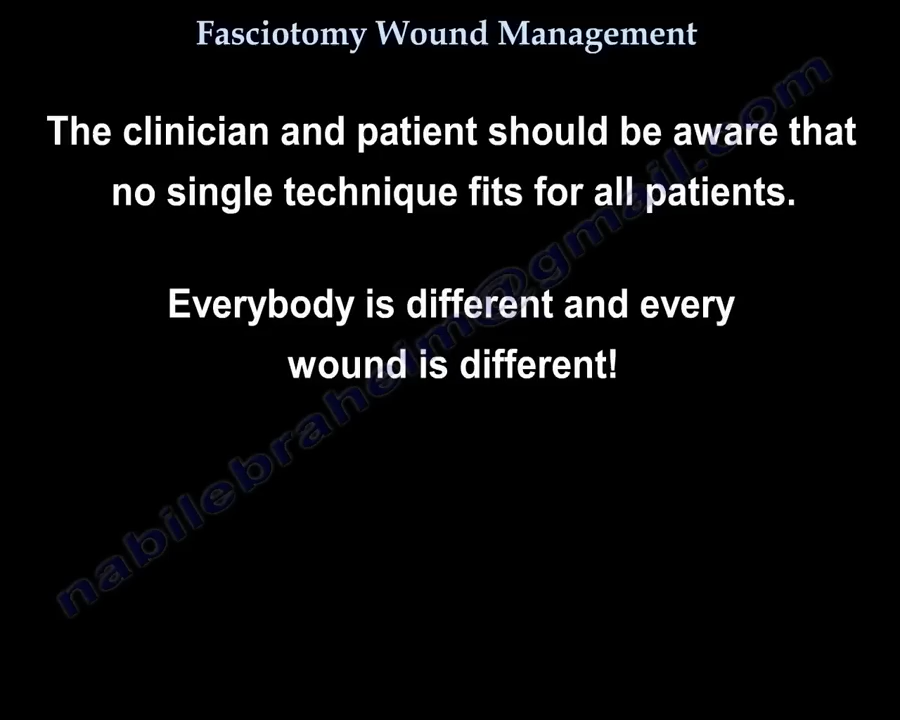 Fasciotomy Wound Management
The clinician and patient should be aware that
no single technique fits for all patients.
Everybody is different and every
wound is different!
nabilebraheim@gmail.com